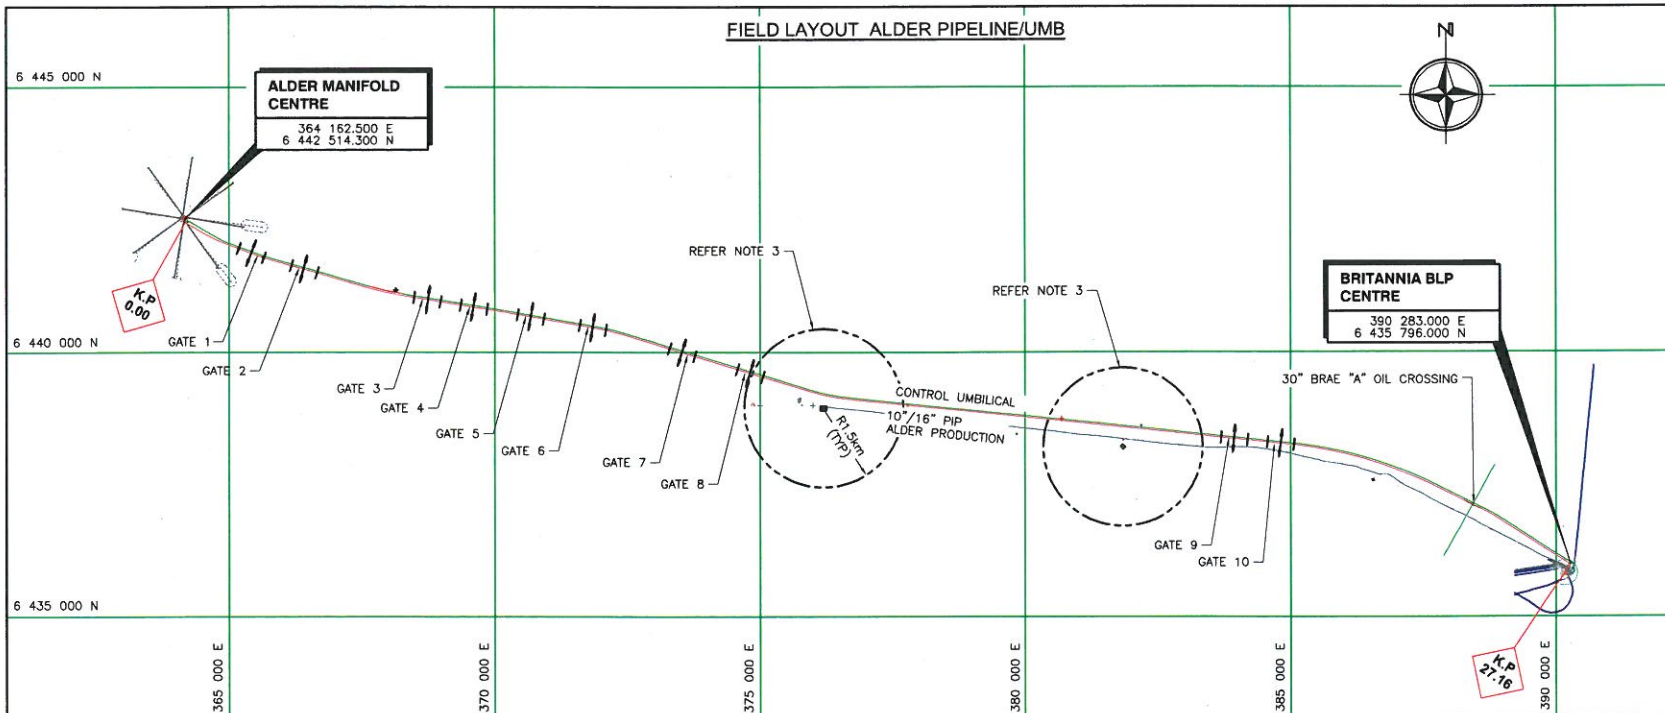 FIELD LAYOUT ALDER PIPELINE/UMB
N
6 445 000 N
ALDER MANIFOLD
CENTRE
364 162.500 E
6 442 514.300 N
REFER NOTE 3
REFER NOTE 3
BRITANNIA BLP
CENTRE
390 283.000 E
6 435 796.000 N
K.P
0.00
GATE 1
6 440 000 N
GATE 2
GATE 3
GATE 4
GATE 5
GATE 6
GATE 7
GATE 8
R1.5km
(TYP)
CONTROL UMBILICAL
10"/16" PIP
ALDER PRODUCTION
30" BRAE "A" OIL CROSSING
GATE 9
GATE 10
6 435 000 N
365 000 E
370 000 E
375 000 E
380 000 E
385 000 E
390 000 E
K.P
27.16